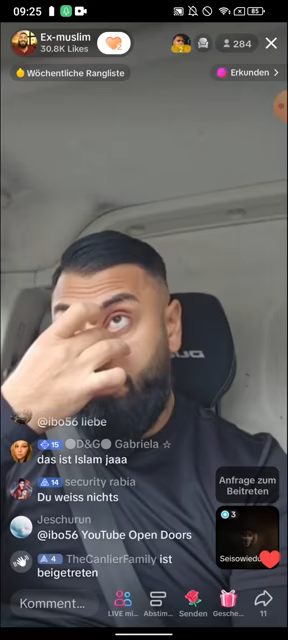 09:25
85
Ex-muslim
30.8K Likes
284
Wöchentliche Rangliste
Erkunden >
@ibo56 liebe
15 D&G Gabriela ☆
das ist Islam jaaa
14 security rabia
Du weiss nichts
Jeschurun
@ibo56 YouTube Open Doors
4 TheCanlierFamily ist
beigetreten
Anfrage zum
Beitreten
3
Komment...
LIVE mi...
Abstim...
Senden
Gesche...
11